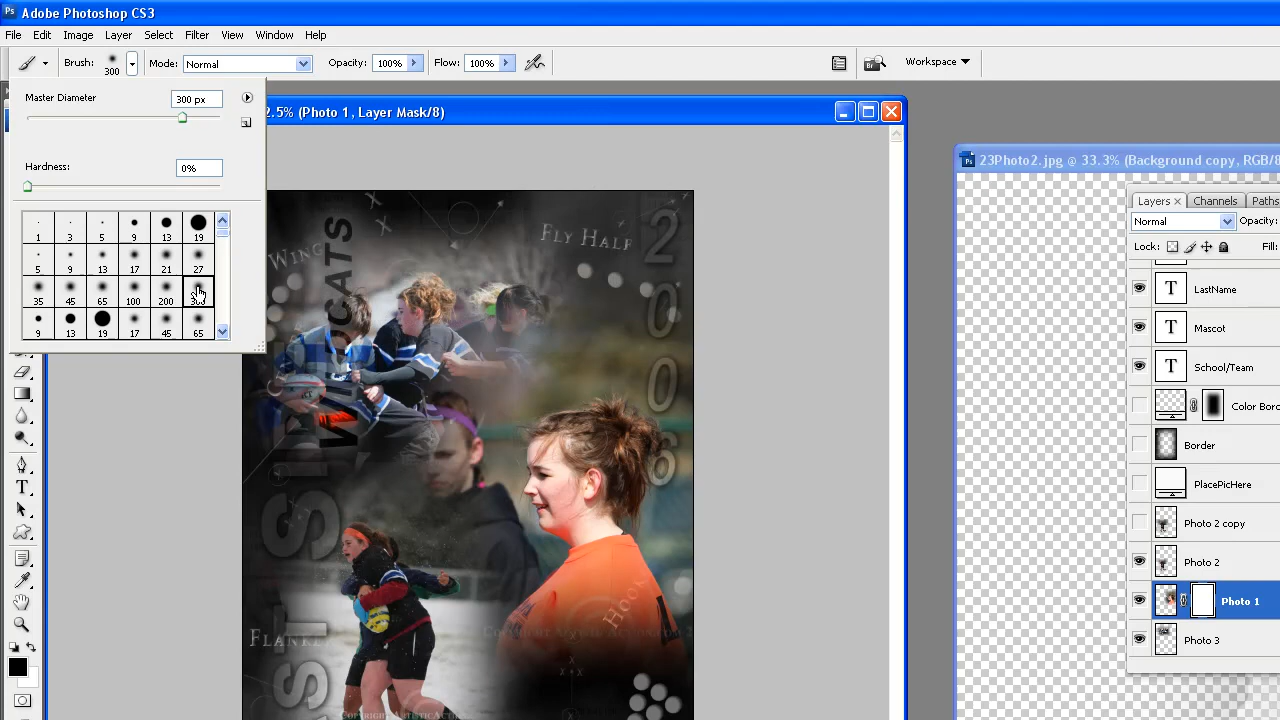 Adobe Photoshop CS3
File Edit Image Layer Select Filter View Window Help
Brush: 300 Mode: Normal Opacity: 100% Flow: 100% Workspace
Master Diameter 300 px
Hardness: 0%
1 3 5 9 13 19
5 9 13 17 21 27
35 45 65 100 200 300
9 13 19 17 45 65
2.5% (Photo 1, Layer Mask/8)
WING
WILDCATS
FLY HALF
2006
HOOK
FLANKER
23Photo2.jpg @ 33.3% (Background copy, RGB/8
Layers × Channels Paths
Normal Opacity:
Lock: Fill:
T LastName
T Mascot
T School/Team
Color Bord
Border
PlacePicHere
Photo 2 copy
Photo 2
Photo 1
Photo 3
T